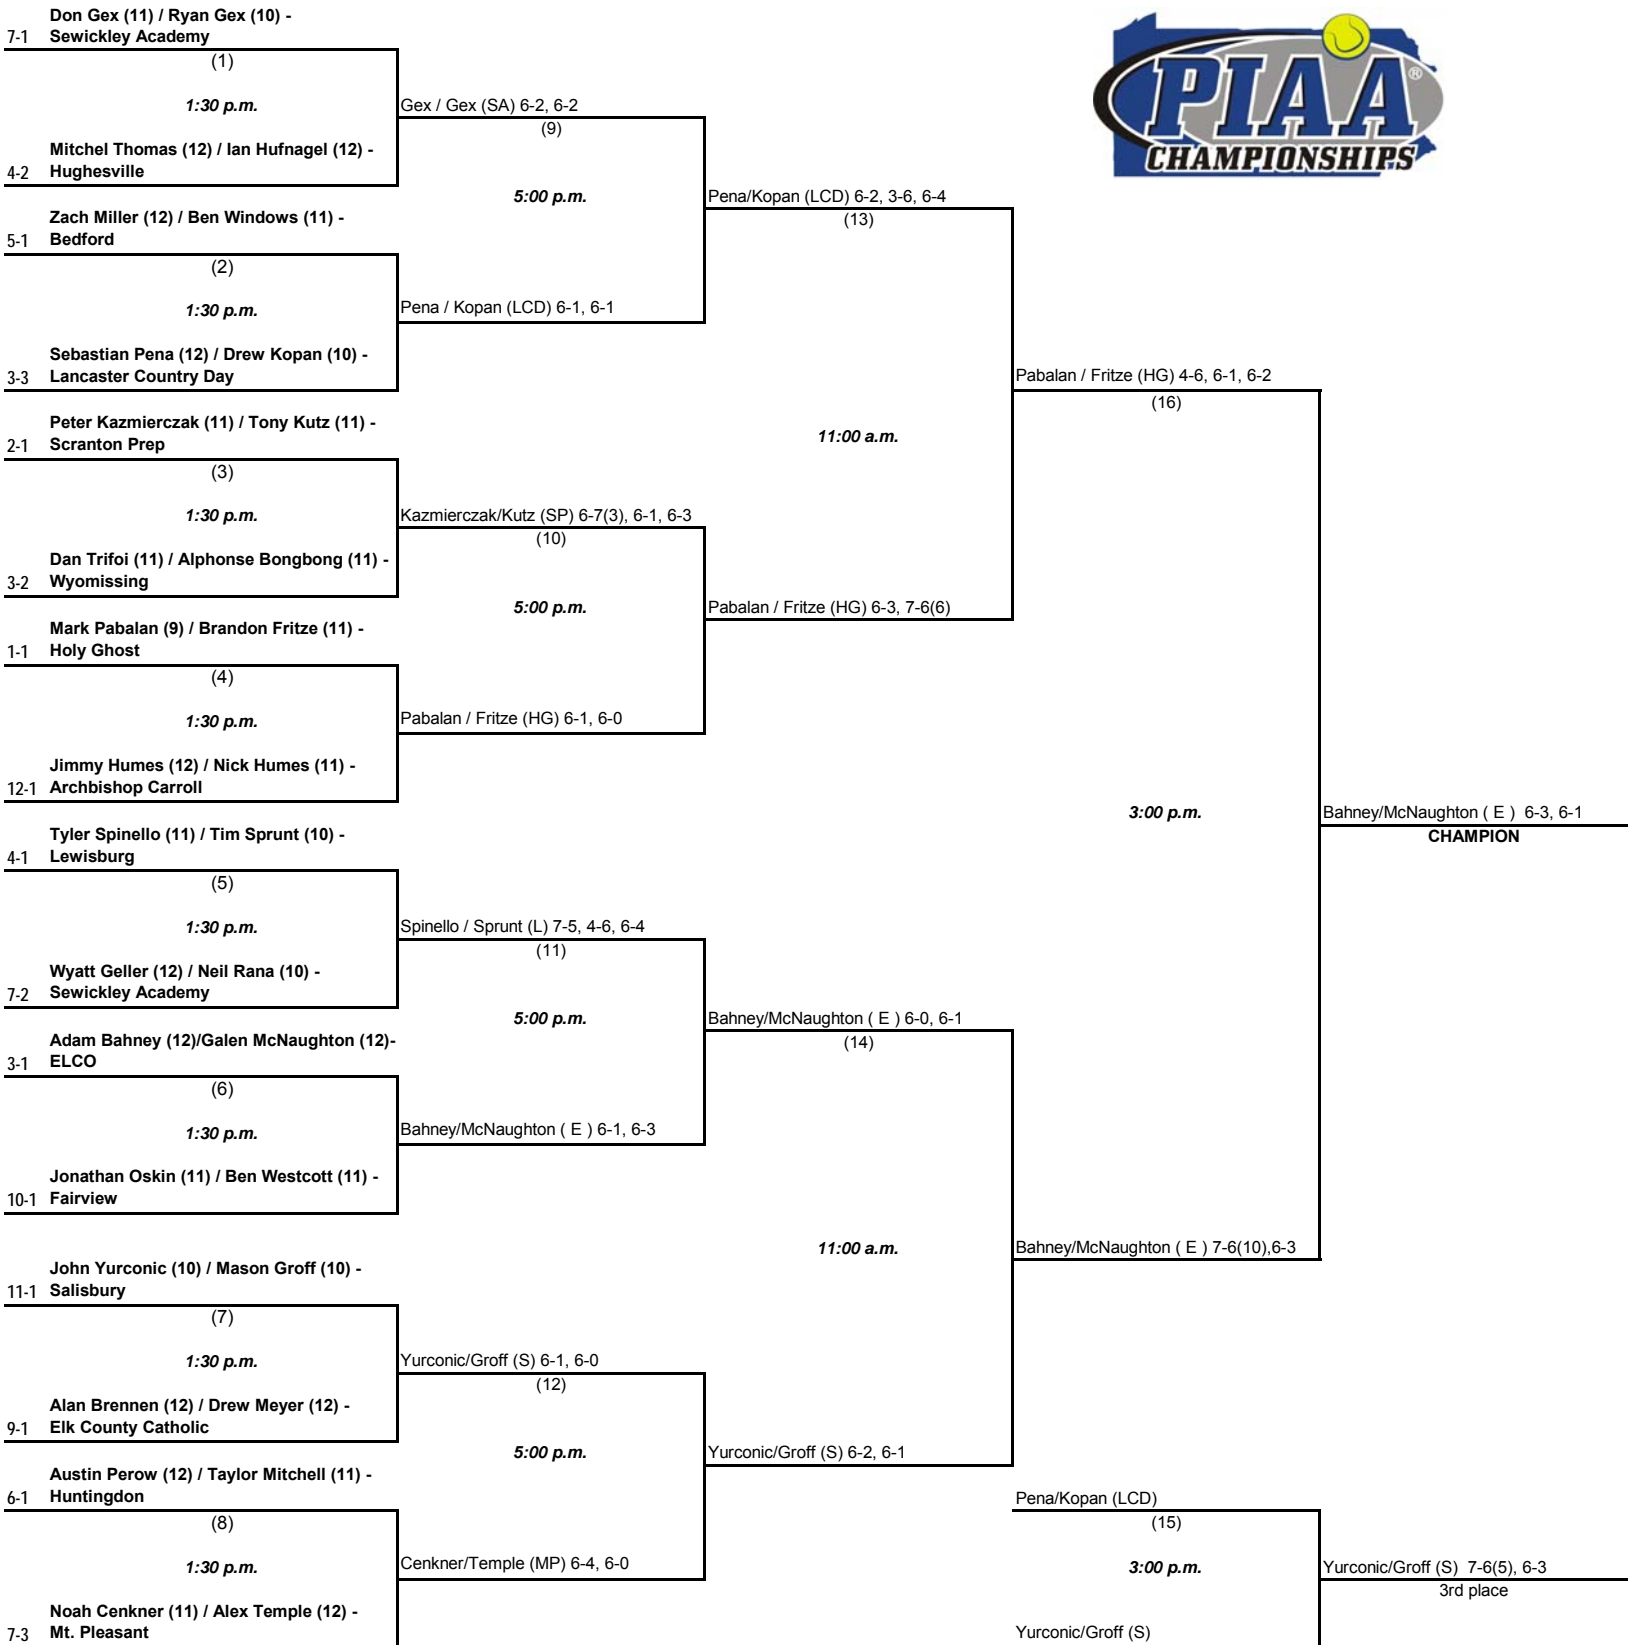 Don Gex (11) / Ryan Gex (10) -
7-1 Sewickley Academy
(1)
1:30 p.m.
Mitchel Thomas (12) / Ian Hufnagel (12) -
4-2 Hughesville
Zach Miller (12) / Ben Windows (11) -
5-1 Bedford
(2)
1:30 p.m.
Sebastian Pena (12) / Drew Kopan (10) -
3-3 Lancaster Country Day
Peter Kazmierczak (11) / Tony Kutz (11) -
2-1 Scranton Prep
(3)
1:30 p.m.
Dan Trifoi (11) / Alphonse Bongbong (11) -
3-2 Wyomissing
Mark Pabalan (9) / Brandon Fritze (11) -
1-1 Holy Ghost
(4)
1:30 p.m.
Jimmy Humes (12) / Nick Humes (11) -
12-1 Archbishop Carroll
Tyler Spinello (11) / Tim Sprunt (10) -
4-1 Lewisburg
(5)
1:30 p.m.
Wyatt Geller (12) / Neil Rana (10) -
7-2 Sewickley Academy
Adam Bahney (12)/Galen McNaughton (12)-
3-1 ELCO
(6)
1:30 p.m.
Jonathan Oskin (11) / Ben Westcott (11) -
10-1 Fairview
John Yurconic (10) / Mason Groff (10) -
11-1 Salisbury
(7)
1:30 p.m.
Alan Brennen (12) / Drew Meyer (12) -
9-1 Elk County Catholic
Austin Perow (12) / Taylor Mitchell (11) -
6-1 Huntingdon
(8)
1:30 p.m.
Noah Cenkner (11) / Alex Temple (12) -
7-3 Mt. Pleasant
Gex / Gex (SA) 6-2, 6-2
(9)
5:00 p.m.
Pena / Kopan (LCD) 6-1, 6-1
Kazmierczak/Kutz (SP) 6-7(3), 6-1, 6-3
(10)
5:00 p.m.
Pabalan / Fritze (HG) 6-1, 6-0
Spinello / Sprunt (L) 7-5, 4-6, 6-4
(11)
5:00 p.m.
Bahney/McNaughton ( E ) 6-1, 6-3
Yurconic/Groff (S) 6-1, 6-0
(12)
5:00 p.m.
Cenkner/Temple (MP) 6-4, 6-0
Pena/Kopan (LCD) 6-2, 3-6, 6-4
(13)
11:00 a.m.
Pabalan / Fritze (HG) 6-3, 7-6(6)
Bahney/McNaughton ( E ) 6-0, 6-1
(14)
11:00 a.m.
Yurconic/Groff (S) 6-2, 6-1
PIAA®
CHAMPIONSHIPS
Pabalan / Fritze (HG) 4-6, 6-1, 6-2
(16)
3:00 p.m.
Bahney/McNaughton ( E ) 7-6(10),6-3
Bahney/McNaughton ( E ) 6-3, 6-1
CHAMPION
Pena/Kopan (LCD)
(15)
3:00 p.m.
Yurconic/Groff (S)
Yurconic/Groff (S) 7-6(5), 6-3
3rd place